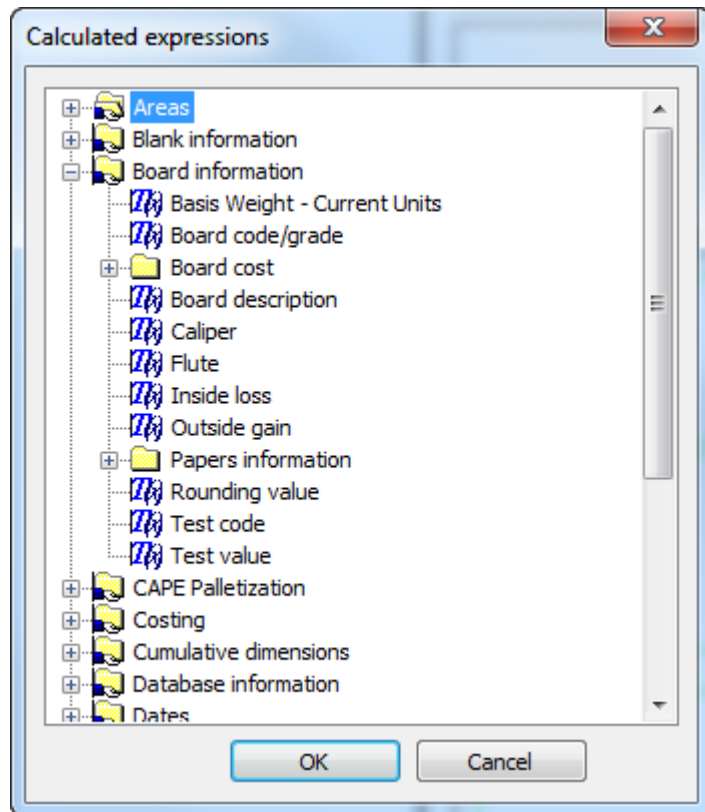 Calculated expressions
Areas
Blank information
Board information
Basis Weight - Current Units
Board code/grade
Board cost
Board description
Caliper
Flute
Inside loss
Outside gain
Papers information
Rounding value
Test code
Test value
CAPE Palletization
Costing
Cumulative dimensions
Database information
Dates
OK Cancel